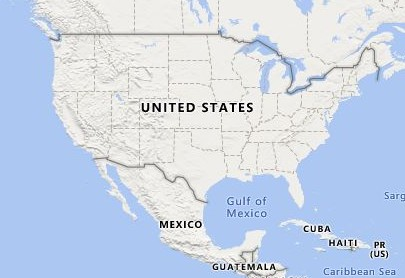 UNITED STATES
Gulf of
Mexico
MEXICO
CUBA
HAITI
PR
(US)
GUATEMALA
Caribbean Sea
Sarg